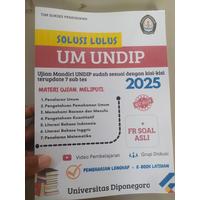 TIM SUKSES PENDIDIKAN
SOLUSI LULUS
UM UNDIP
Ujian Mandiri UNDIP sudah sesuai dengan kisi-kisi
terupdate 7 sub tes
MATERI UJIAN, MELIPUTI:
2025
1. Penalaran Umum
2. Pengetahuan Pemahaman Umum
3. Memahami Bacaan dan Menulis
4. Pengetahuan Kuantitatif
5. Literasi Bahasa Indonesia
6. Literasi Bahasa Inggris
7. Penalaran Matematika
+ FR SOAL
ASLI
Video Pembelajaran
Grup Diskusi
PEMBAHASAN LENGKAP + E-BOOK LATIHAN
Universitas Diponegoro